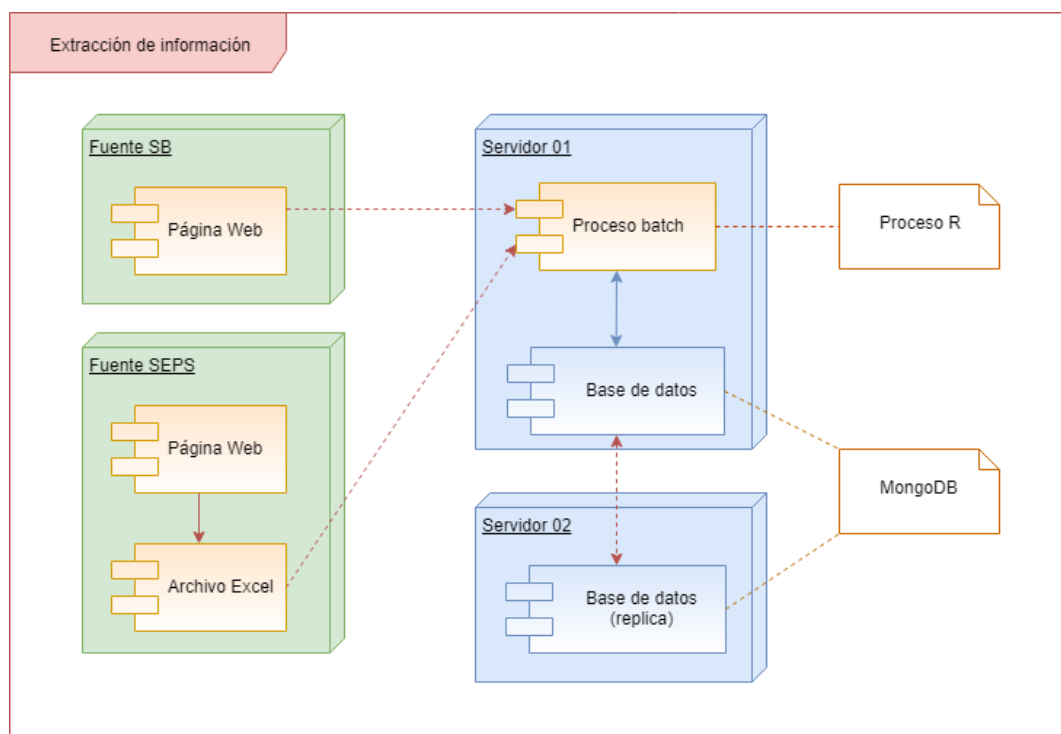 Extracción de información
Fuente SB
Página Web
Fuente SEPS
Página Web
Archivo Excel
Servidor 01
Proceso batch
Base de datos
Servidor 02
Base de datos
(replica)
Proceso R
MongoDB